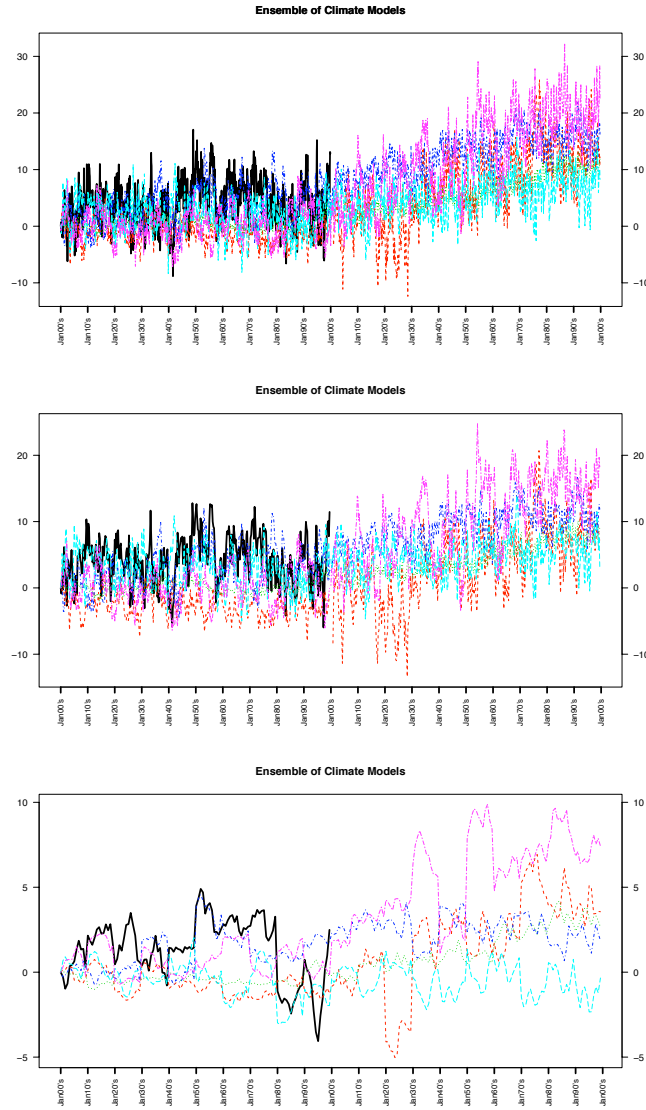 Ensemble of Climate Models
30 30
20 20
10 10
0 0
−10 −10
Jan00's Jan10's Jan20's Jan30's Jan40's Jan50's Jan60's Jan70's Jan80's Jan90's Jan00's Jan10's Jan20's Jan30's Jan40's Jan50's Jan60's Jan70's Jan80's Jan90's Jan00's
Ensemble of Climate Models
20 20
10 10
0 0
−10 −10
Jan00's Jan10's Jan20's Jan30's Jan40's Jan50's Jan60's Jan70's Jan80's Jan90's Jan00's Jan10's Jan20's Jan30's Jan40's Jan50's Jan60's Jan70's Jan80's Jan90's Jan00's
Ensemble of Climate Models
10 10
5 5
0 0
−5 −5
Jan00's Jan10's Jan20's Jan30's Jan40's Jan50's Jan60's Jan70's Jan80's Jan90's Jan00's Jan10's Jan20's Jan30's Jan40's Jan50's Jan60's Jan70's Jan80's Jan90's Jan00's